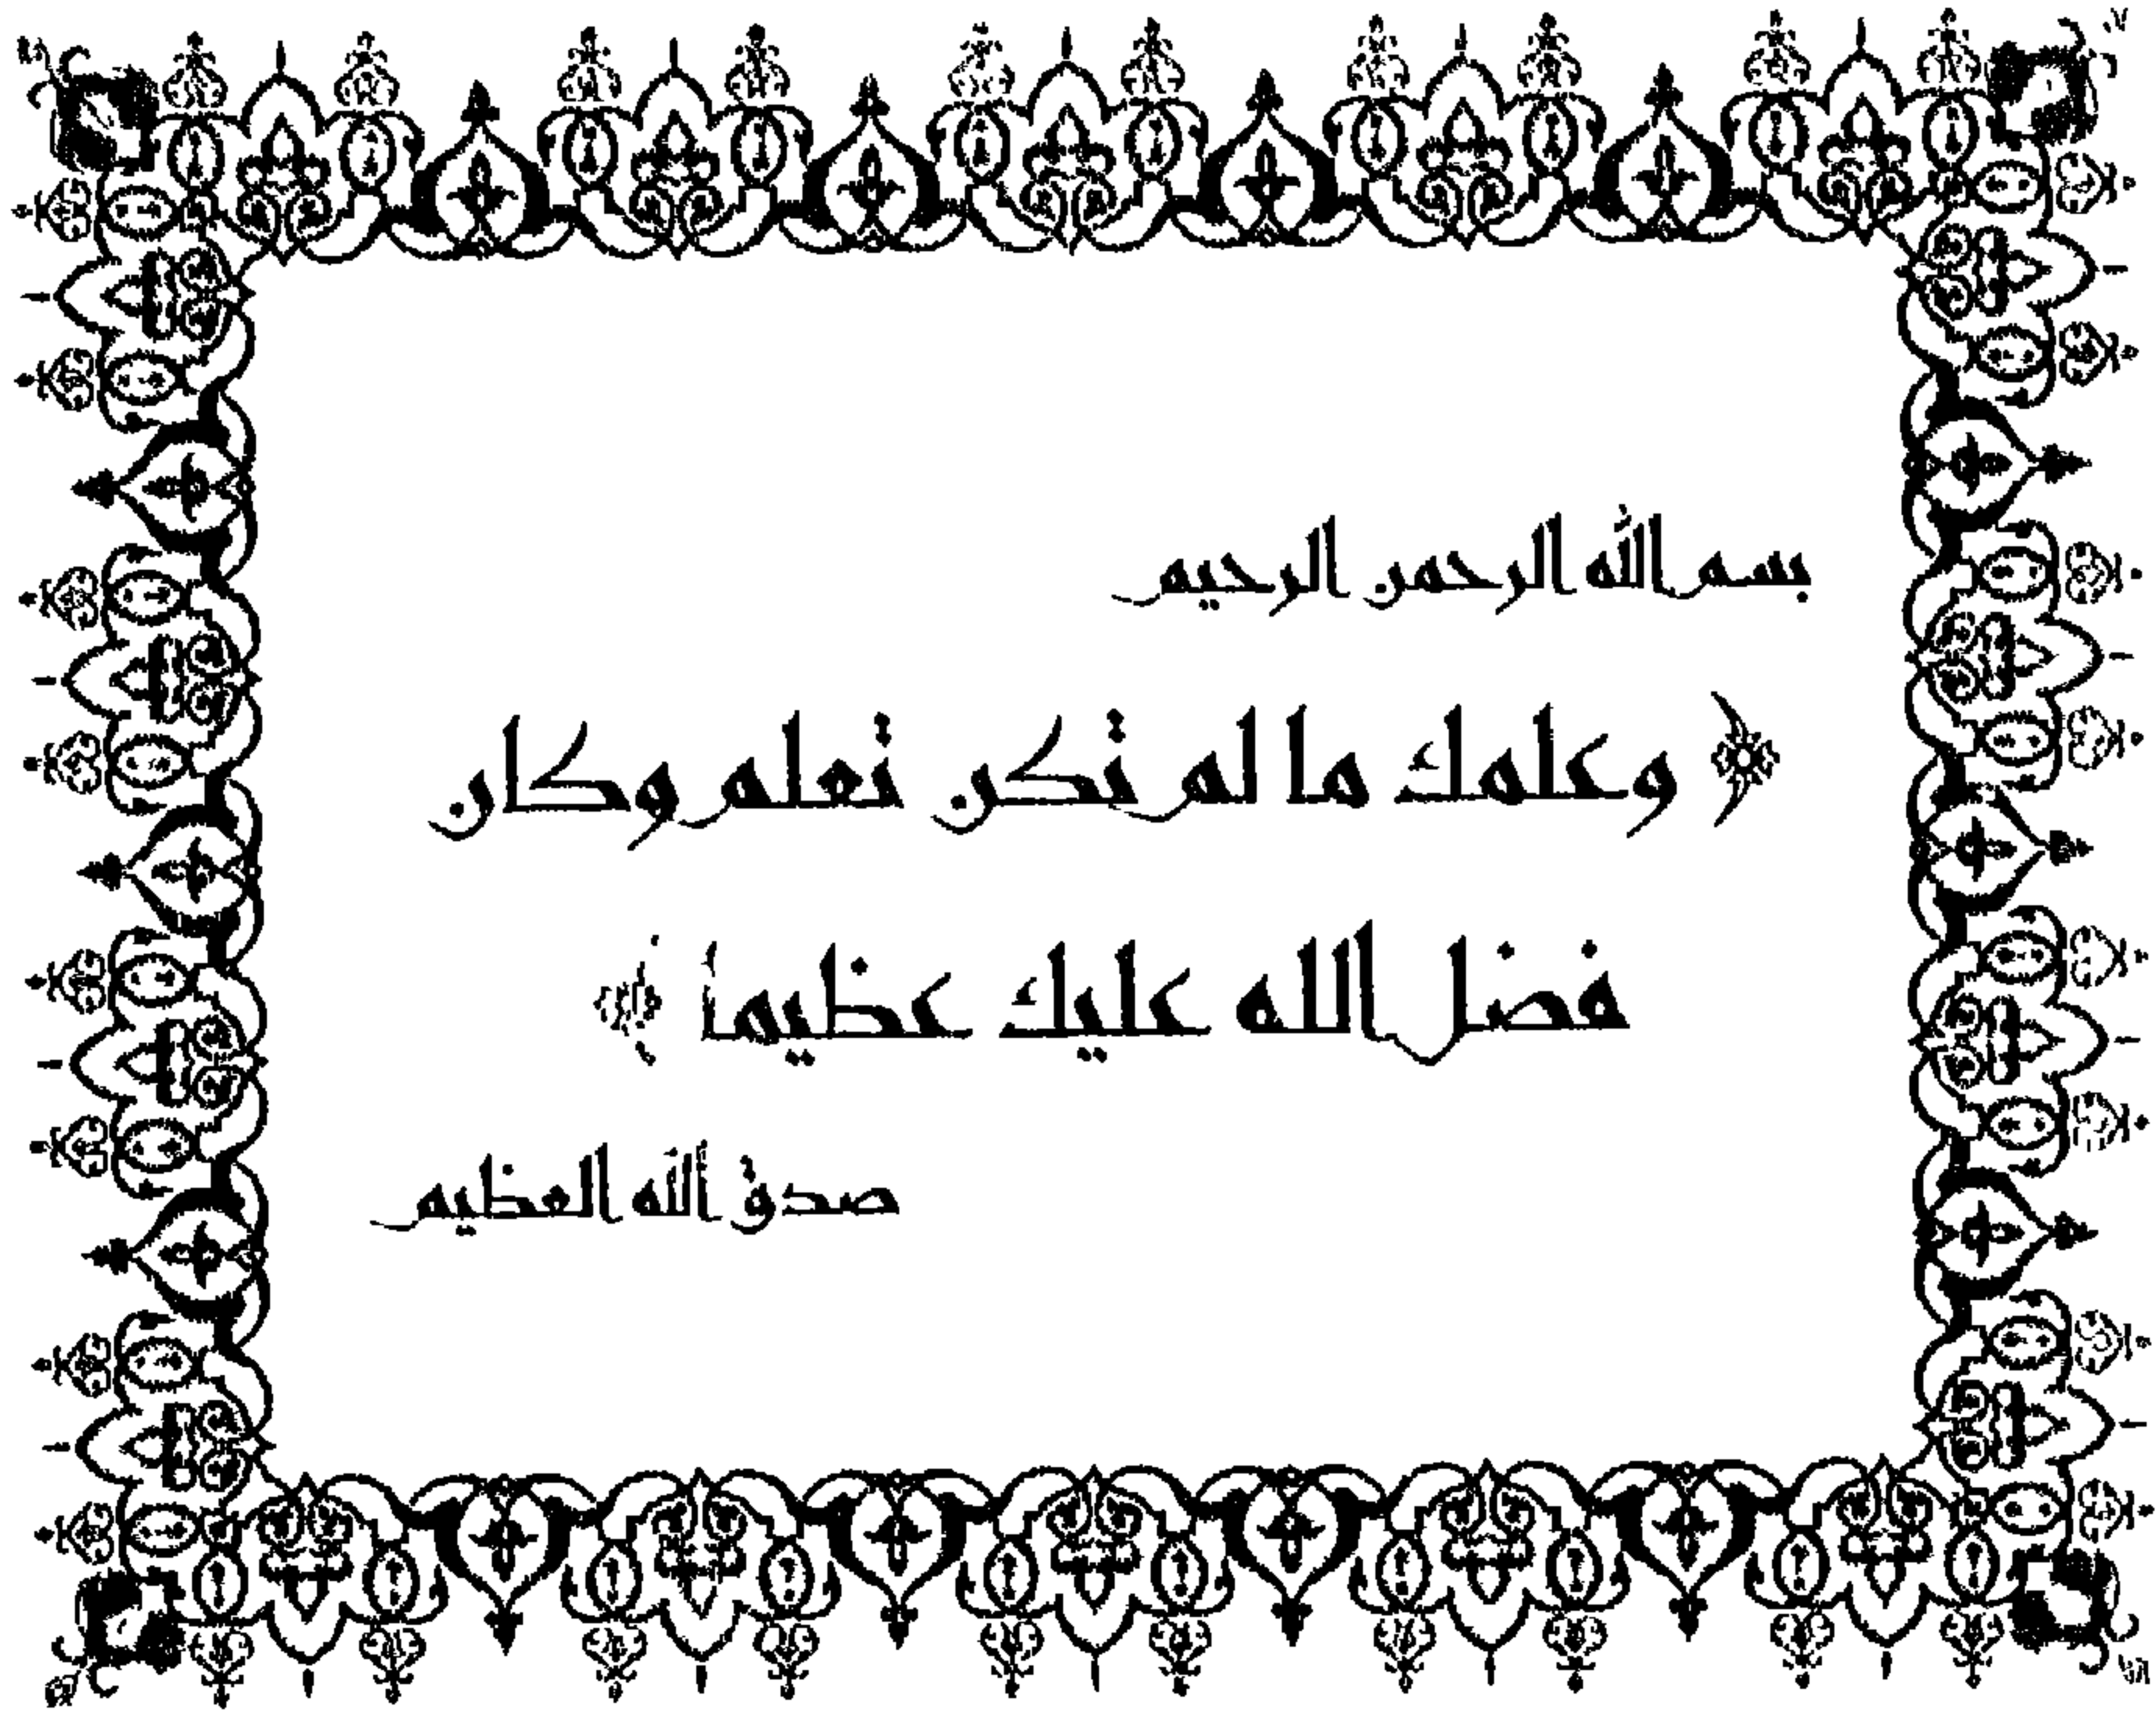 بسم الله الرحمن الرحيم
﴿ وعلمك ما لم تكن تعلم وكان
فضل الله عليك عظيما ﴾
صدق الله العظيم